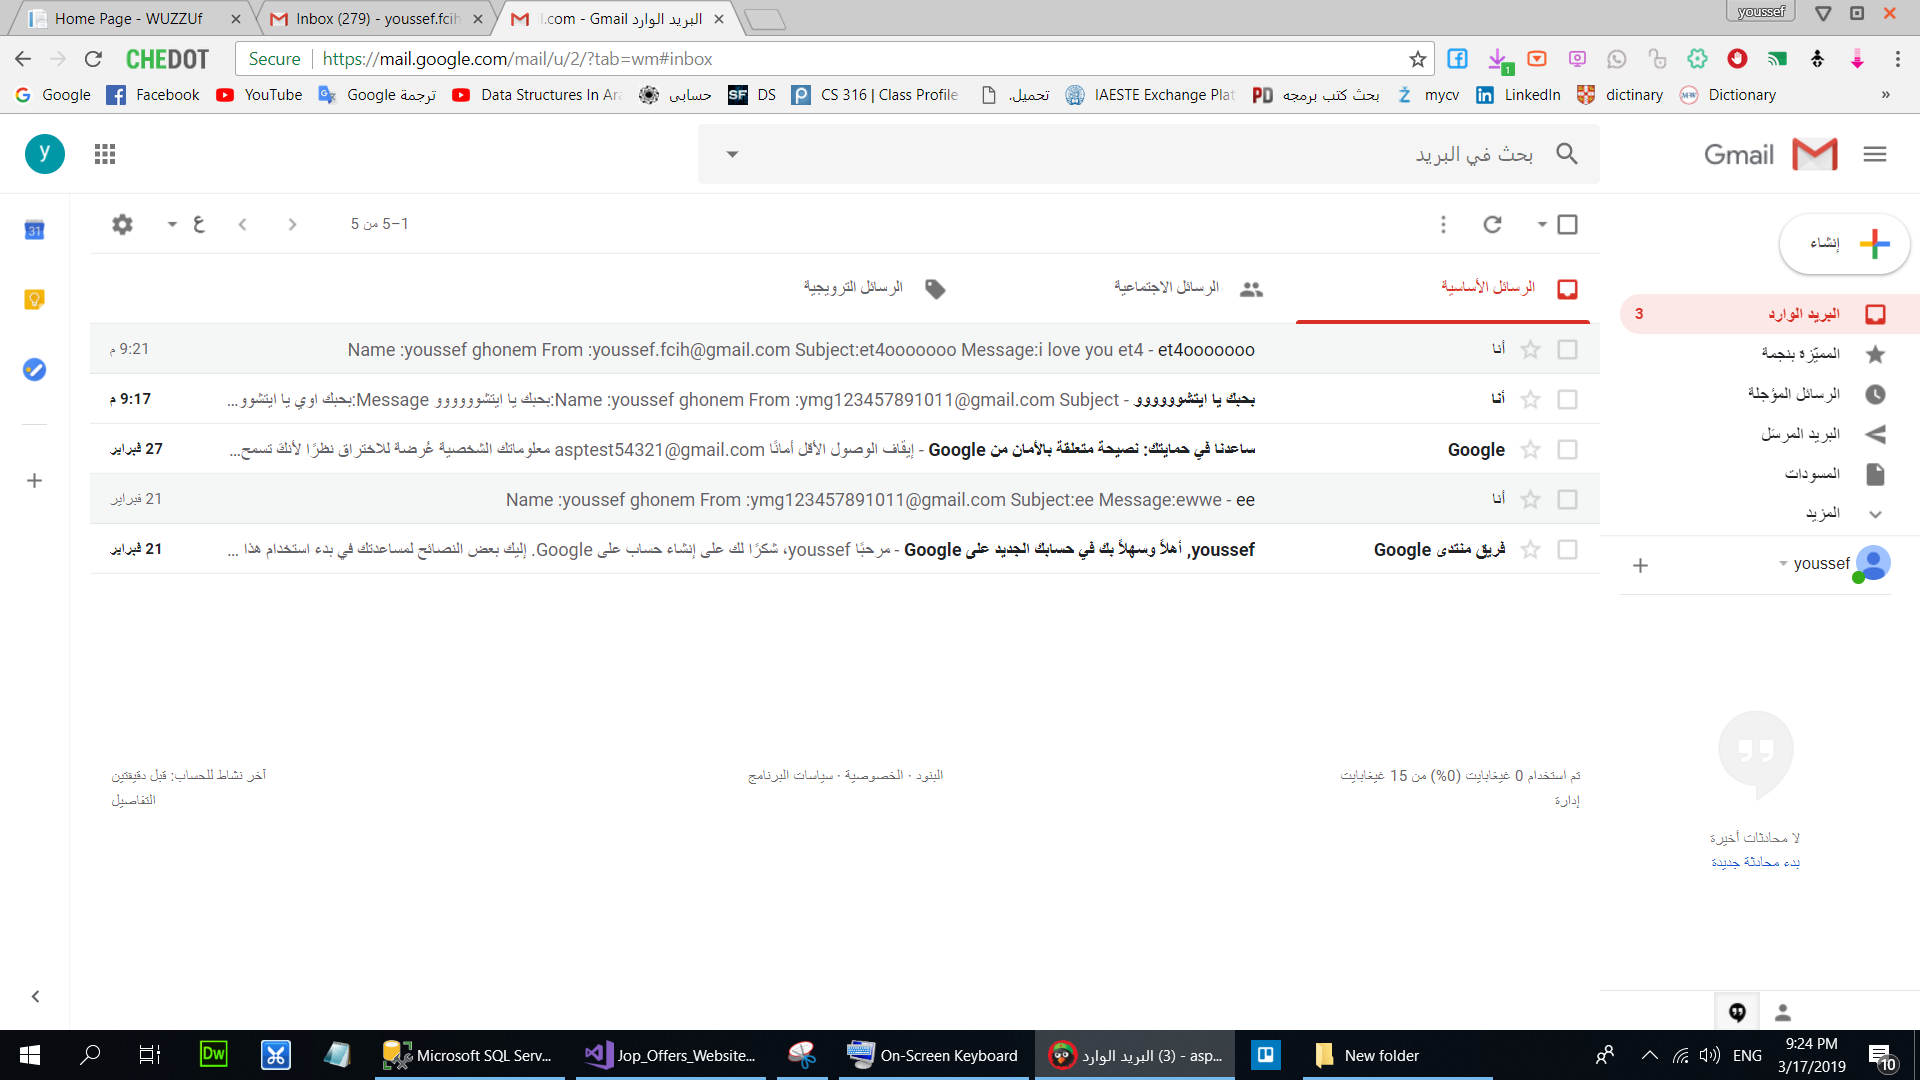 Home Page - WUZZUf
Inbox (279) - youssef.fcih
البريد الوارد l.com - Gmail
youssef
CHEDOT
Secure
https://mail.google.com/mail/u/2/?tab=wm#inbox
1
Google
Facebook
YouTube
ترجمة Google
Data Structures In Ara
حسابى
DS
CS 316 | Class Profile
تحميل.
IAESTE Exchange Plat
بحث كتب برمجه
mycv
LinkedIn
dictinary
Dictionary
»
y
بحث في البريد
Gmail
31
ع
1–5 من 5
إنشاء
الرسائل الأساسية
الرسائل الاجتماعية
الرسائل الترويجية
أنا
et4ooooooo - Name :youssef ghonem From :youssef.fcih@gmail.com Subject:et4ooooooo Message:i love you et4
9:21 م
أنا
بحبك يا ايتشوووووو - Name :youssef ghonem From :ymg123457891011@gmail.com Subject:بحبك يا ايتشوووووو Message:بحبك اوي يا ايتشوو...
9:17 م
Google
ساعدنا في حمايتك: نصيحة متعلقة بالأمان من Google - إيقاف الوصول الأقل أمانًا asptest54321@gmail.com معلوماتك الشخصية عُرضة للاختراق نظرًا لأنك تسمح...
27 فبراير
أنا
ee - Name :youssef ghonem From :ymg123457891011@gmail.com Subject:ee Message:ewwe
21 فبراير
فريق منتدى Google
youssef, أهلاً وسهلاً بك في حسابك الجديد على Google - مرحبًا youssef، شكرًا لك على إنشاء حساب على Google. إليك بعض النصائح لمساعدتك في بدء استخدام هذا ...
21 فبراير
البريد الوارد
3
المميّزة بنجمة
الرسائل المؤجلة
البريد المرسَل
المسودات
المزيد
youssef
تم استخدام 0 غيغابايت (0%) من 15 غيغابايت
إدارة
البنود · الخصوصية · سياسات البرنامج
آخر نشاط للحساب: قبل دقيقتين
التفاصيل
لا محادثات أخيرة
بدء محادثة جديدة
Dw
Microsoft SQL Serv...
Jop_Offers_Website...
On-Screen Keyboard
البريد الوارد (3) - asp...
New folder
ENG
9:24 PM
3/17/2019
10